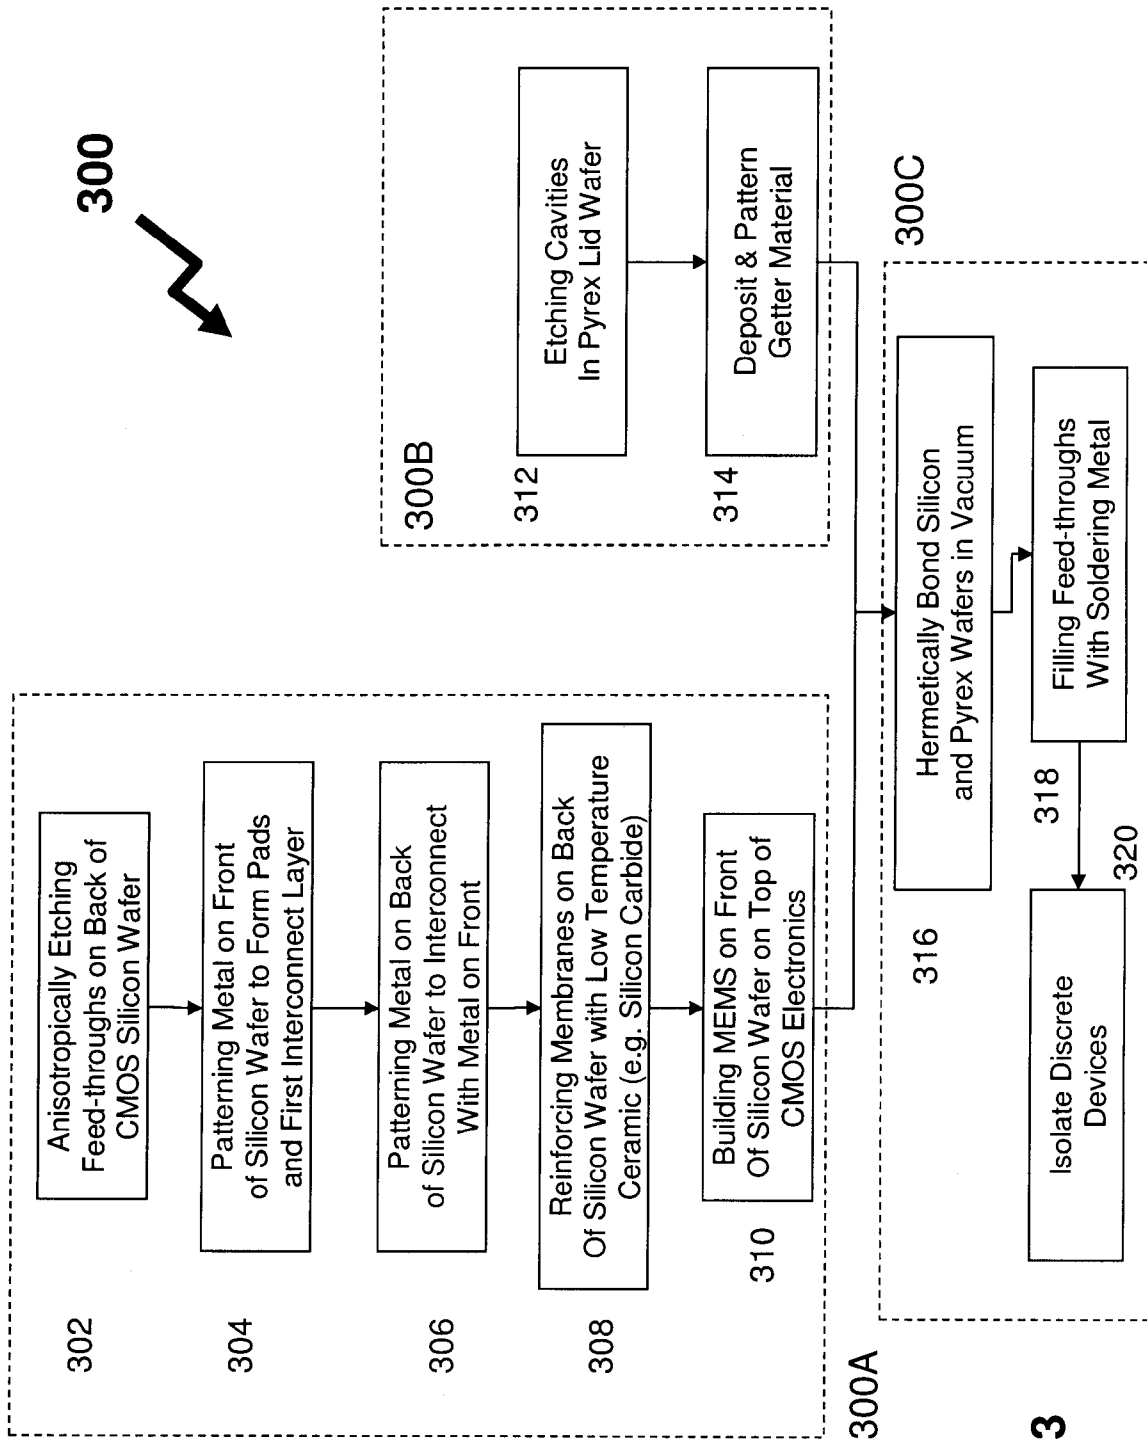 300
302
Anisotropically Etching
Feed-throughs on Back of
CMOS Silicon Wafer
304
Patterning Metal on Front
of Silicon Wafer to Form Pads
and First Interconnect Layer
306
Patterning Metal on Back
of Silicon Wafer to Interconnect
With Metal on Front
308
Reinforcing Membranes on Back
Of Silicon Wafer with Low Temperature
Ceramic (e.g. Silicon Carbide)
310
Building MEMS on Front
Of Silicon Wafer on Top of
CMOS Electronics
300A
300B
312
Etching Cavities
In Pyrex Lid Wafer
314
Deposit & Pattern
Getter Material
300C
316
Hermetically Bond Silicon
and Pyrex Wafers in Vacuum
318
Filling Feed-throughs
With Soldering Metal
320
Isolate Discrete
Devices
3